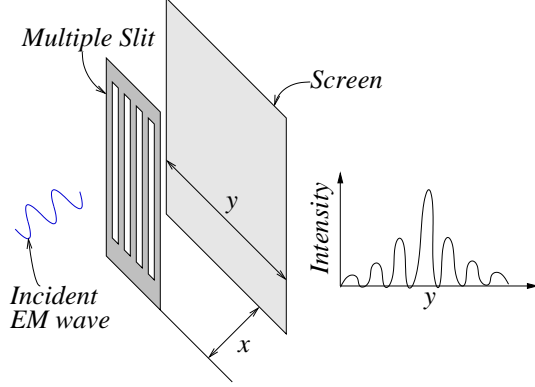 Multiple Slit
Screen
y
Intensity
Incident
EM wave
x
y